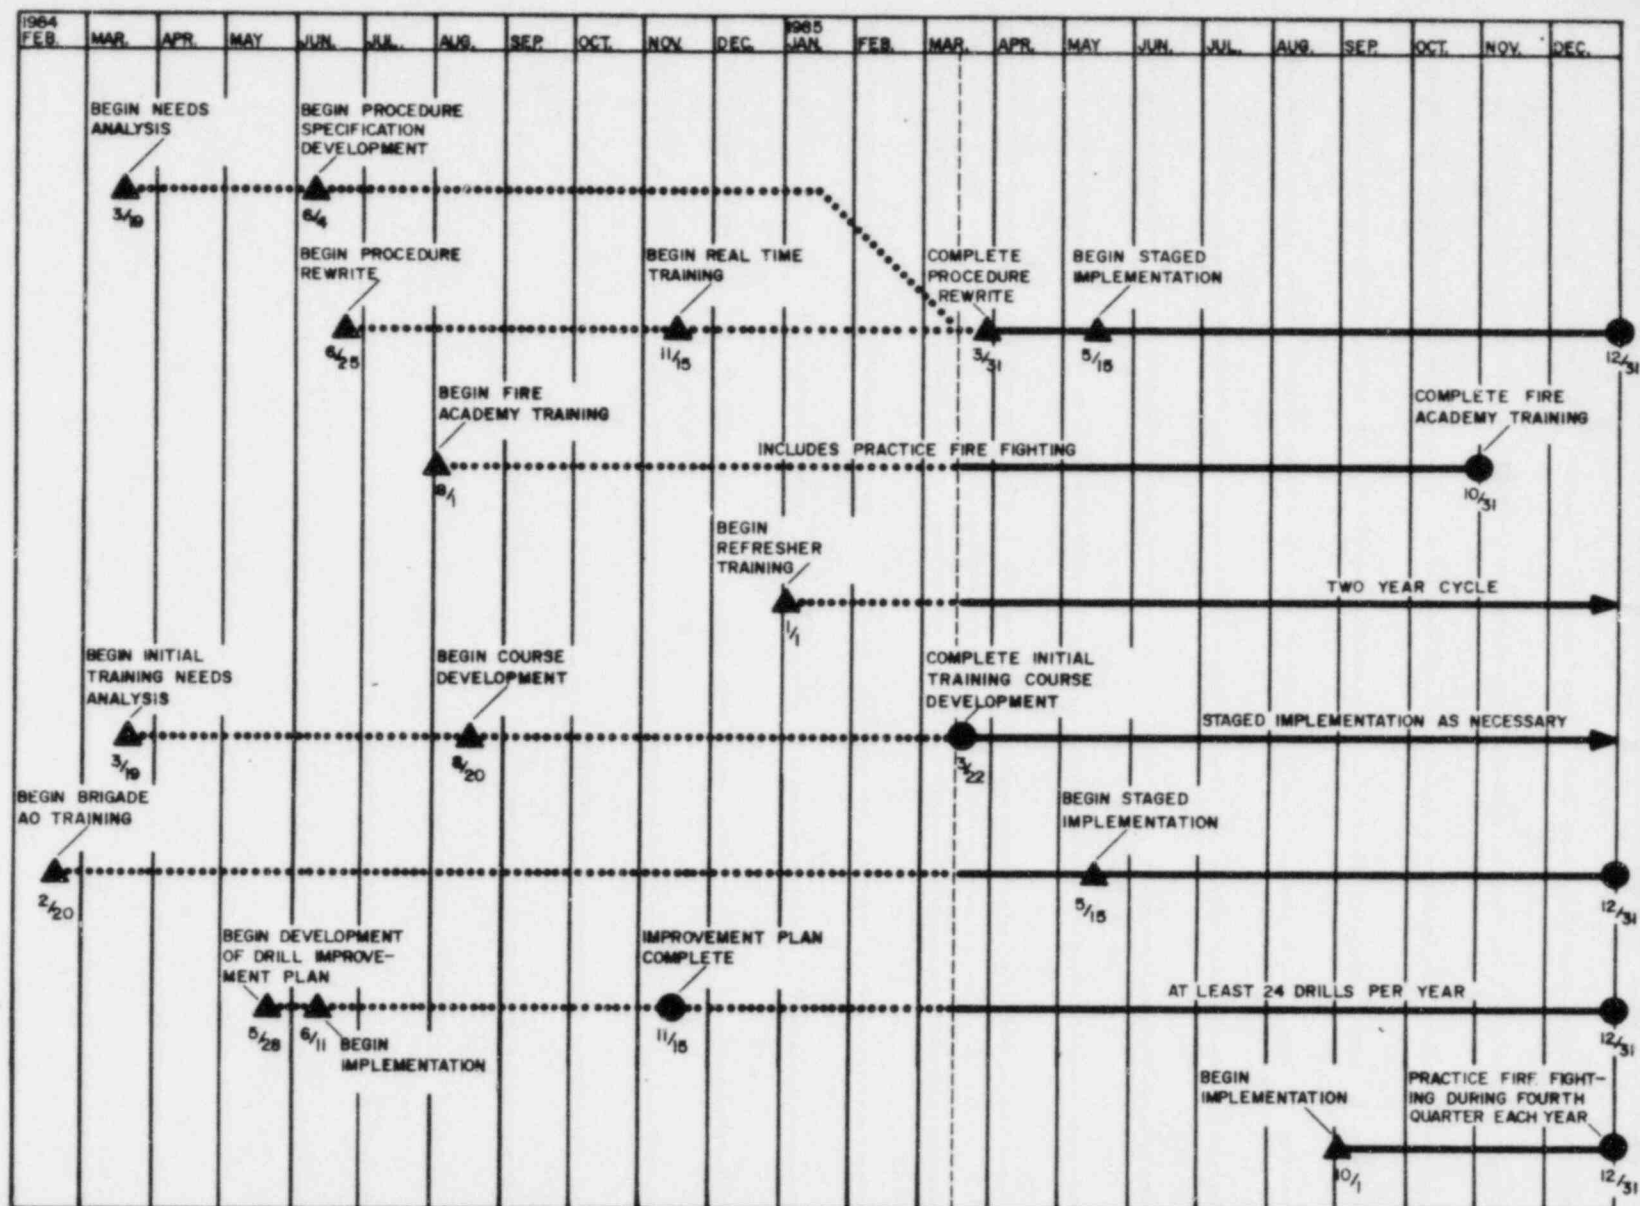 1984 1985
FEB. MAR. APR. MAY JUN. JUL. AUG. SEP. OCT. NOV. DEC. JAN. FEB. MAR. APR. MAY JUN. JUL. AUG. SEP. OCT. NOV. DEC.
BEGIN NEEDS
ANALYSIS
BEGIN PROCEDURE
SPECIFICATION
DEVELOPMENT
3/19
6/4
BEGIN PROCEDURE
REWRITE
BEGIN REAL TIME
TRAINING
COMPLETE
PROCEDURE
REWRITE
BEGIN STAGED
IMPLEMENTATION
6/25
11/15
3/31
5/15
12/31
BEGIN FIRE
ACADEMY TRAINING
INCLUDES PRACTICE FIRE FIGHTING
COMPLETE FIRE
ACADEMY TRAINING
8/1
10/31
BEGIN
REFRESHER
TRAINING
TWO YEAR CYCLE
1/1
BEGIN INITIAL
TRAINING NEEDS
ANALYSIS
BEGIN COURSE
DEVELOPMENT
COMPLETE INITIAL
TRAINING COURSE
DEVELOPMENT
STAGED IMPLEMENTATION AS NECESSARY
3/19
8/20
3/22
BEGIN BRIGADE
AO TRAINING
BEGIN STAGED
IMPLEMENTATION
2/20
5/15
12/31
BEGIN DEVELOPMENT
OF DRILL IMPROVE-
MENT PLAN
IMPROVEMENT PLAN
COMPLETE
AT LEAST 24 DRILLS PER YEAR
5/28
6/11
BEGIN
IMPLEMENTATION
11/15
12/31
BEGIN
IMPLEMENTATION
PRACTICE FIRE FIGHT-
ING DURING FOURTH
QUARTER EACH YEAR
10/1
12/31